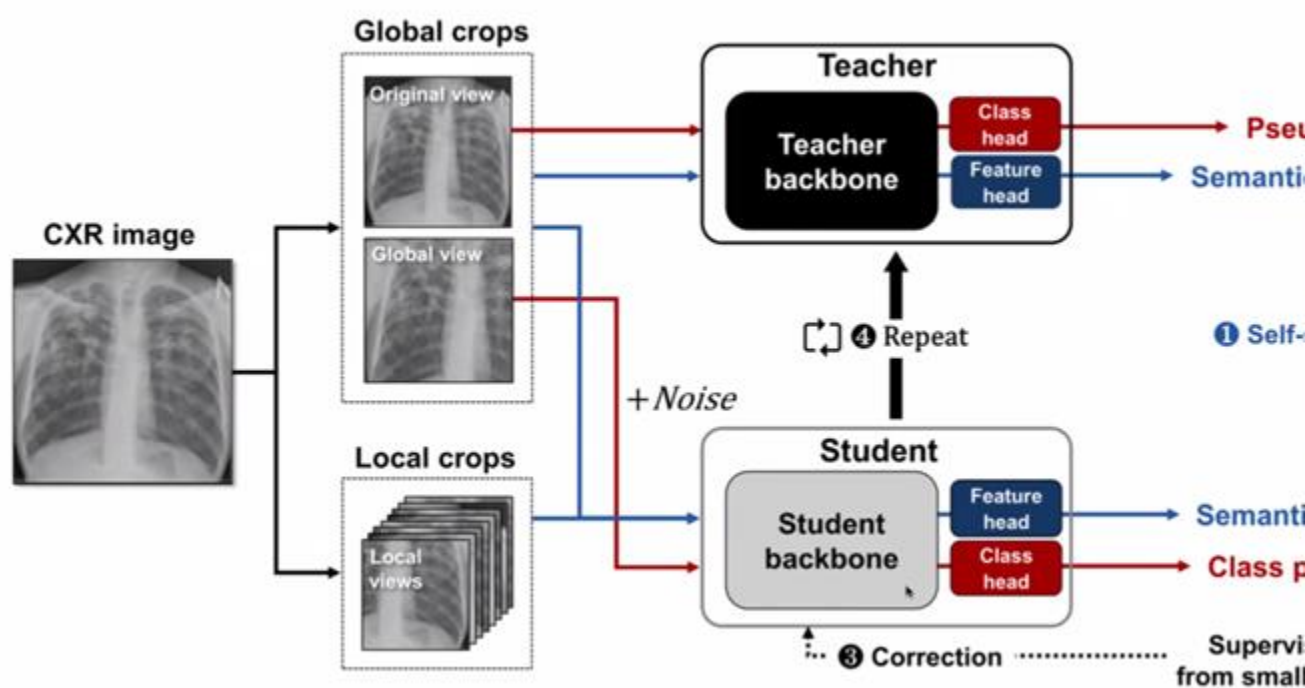 Global crops
Original view
Global view
CXR image
Local crops
Local
views
+Noise
Teacher
Teacher
backbone
Class
head
Feature
head
❹ Repeat
Student
Student
backbone
Feature
head
Class
head
❸ Correction
Pseu
Semanti
❶ Self-
Semanti
Class p
Supervis
from small